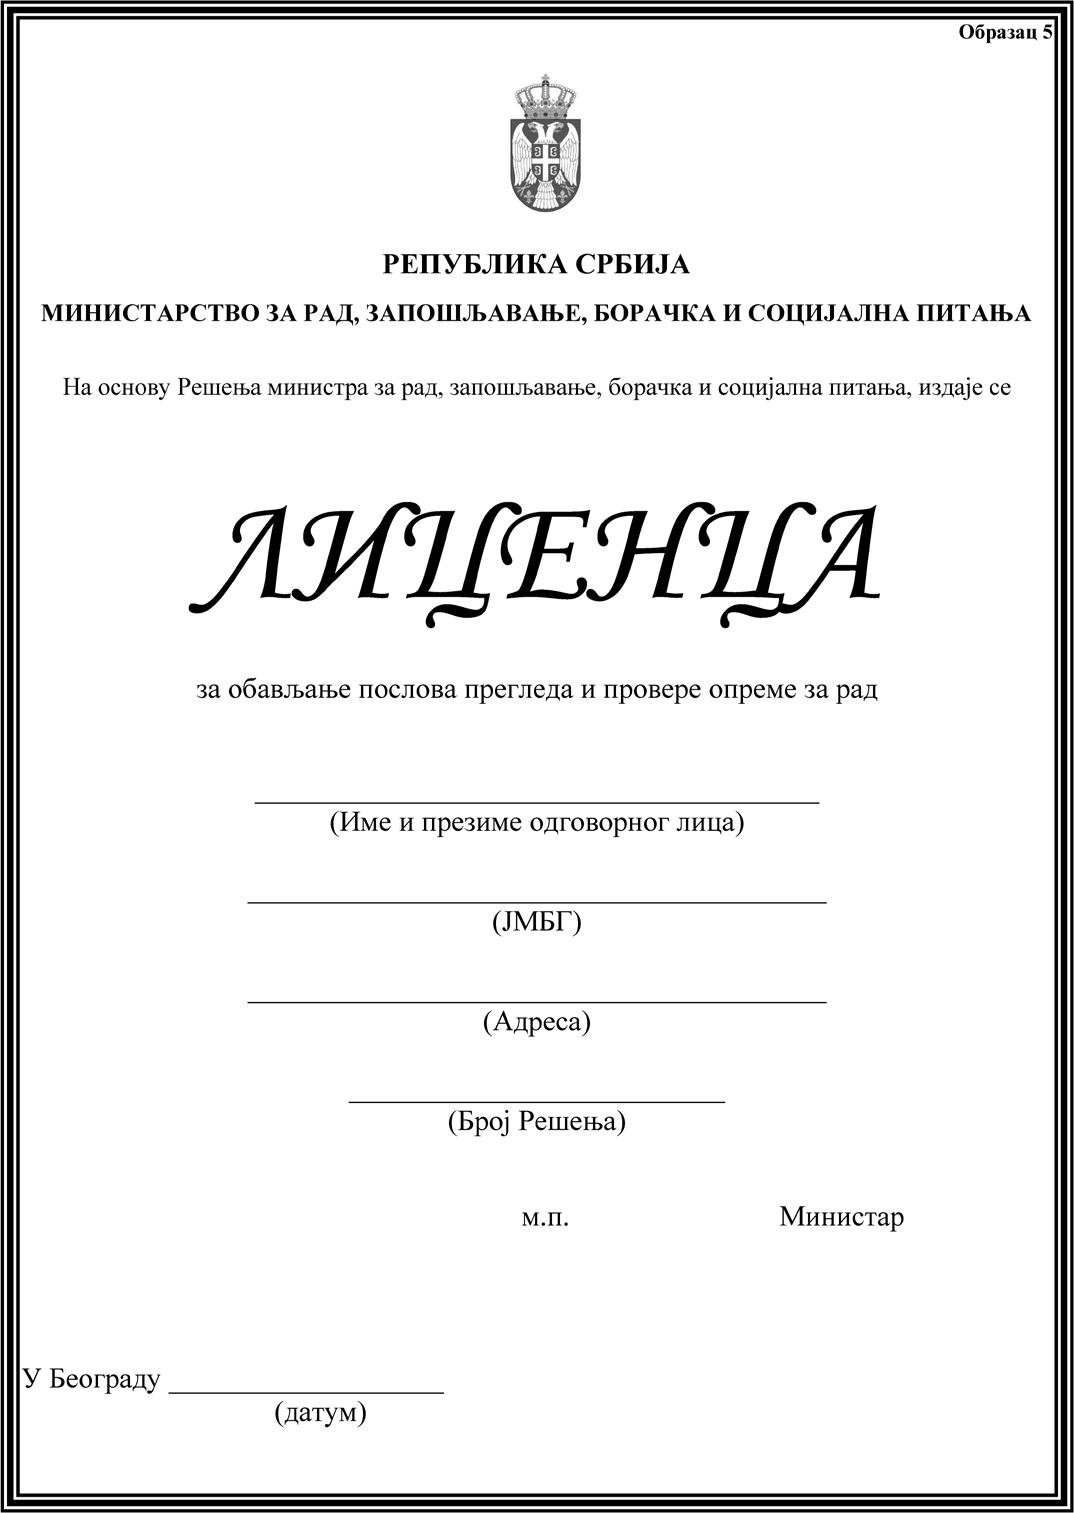 Образац 5
РЕПУБЛИКА СРБИЈА
МИНИСТАРСТВО ЗА РАД, ЗАПОШЉАВАЊЕ, БОРАЧКА И СОЦИЈАЛНА ПИТАЊА
На основу Решења министра за рад, запошљавање, борачка и социјална питања, издаје се
ЛИЦЕНЦА
за обављање послова прегледа и провере опреме за рад
(Име и презиме одговорног лица)
(ЈМБГ)
(Адреса)
(Број Решења)
м.п. Министар
У Београду ____________________
(датум)